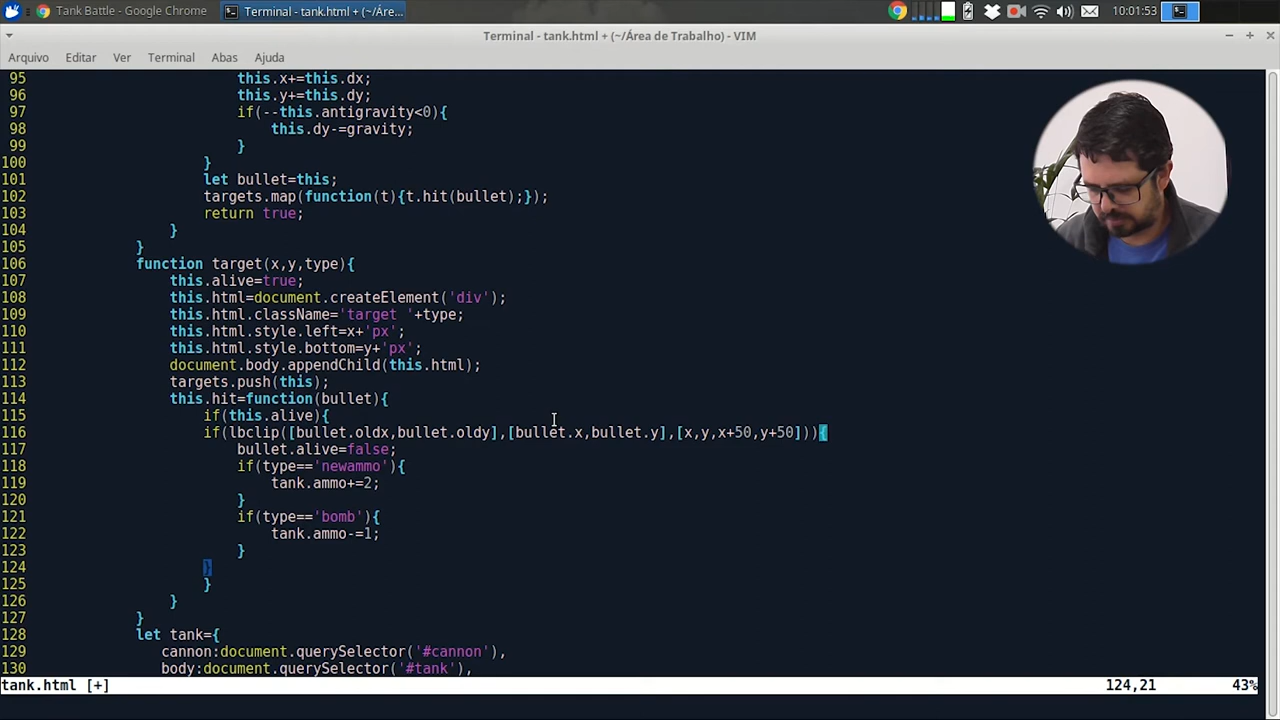 Tank Battle - Google Chrome
Terminal - tank.html + (~/Áre...
10:01:53
Terminal - tank.html + (~/Área de Trabalho) - VIM
Arquivo Editar Ver Terminal Abas Ajuda
95 this.x+=this.dx;
96 this.y+=this.dy;
97 if(--this.antigravity<0){
98 this.dy-=gravity;
99 }
100 }
101 let bullet=this;
102 targets.map(function(t){t.hit(bullet);});
103 return true;
104 }
105 }
106 function target(x,y,type){
107 this.alive=true;
108 this.html=document.createElement('div');
109 this.html.className='target '+type;
110 this.html.style.left=x+'px';
111 this.html.style.bottom=y+'px';
112 document.body.appendChild(this.html);
113 targets.push(this);
114 this.hit=function(bullet){
115 if(this.alive){
116 if(lbclip([bullet.oldx,bullet.oldy],[bullet.x,bullet.y],[x,y,x+50,y+50])){
117 bullet.alive=false;
118 if(type=='newammo'){
119 tank.ammo+=2;
120 }
121 if(type=='bomb'){
122 tank.ammo-=1;
123 }
124 }
125 }
126 }
127 }
128 let tank={
129 cannon:document.querySelector('#cannon'),
130 body:document.querySelector('#tank'),
tank.html [+] 124,21 43%